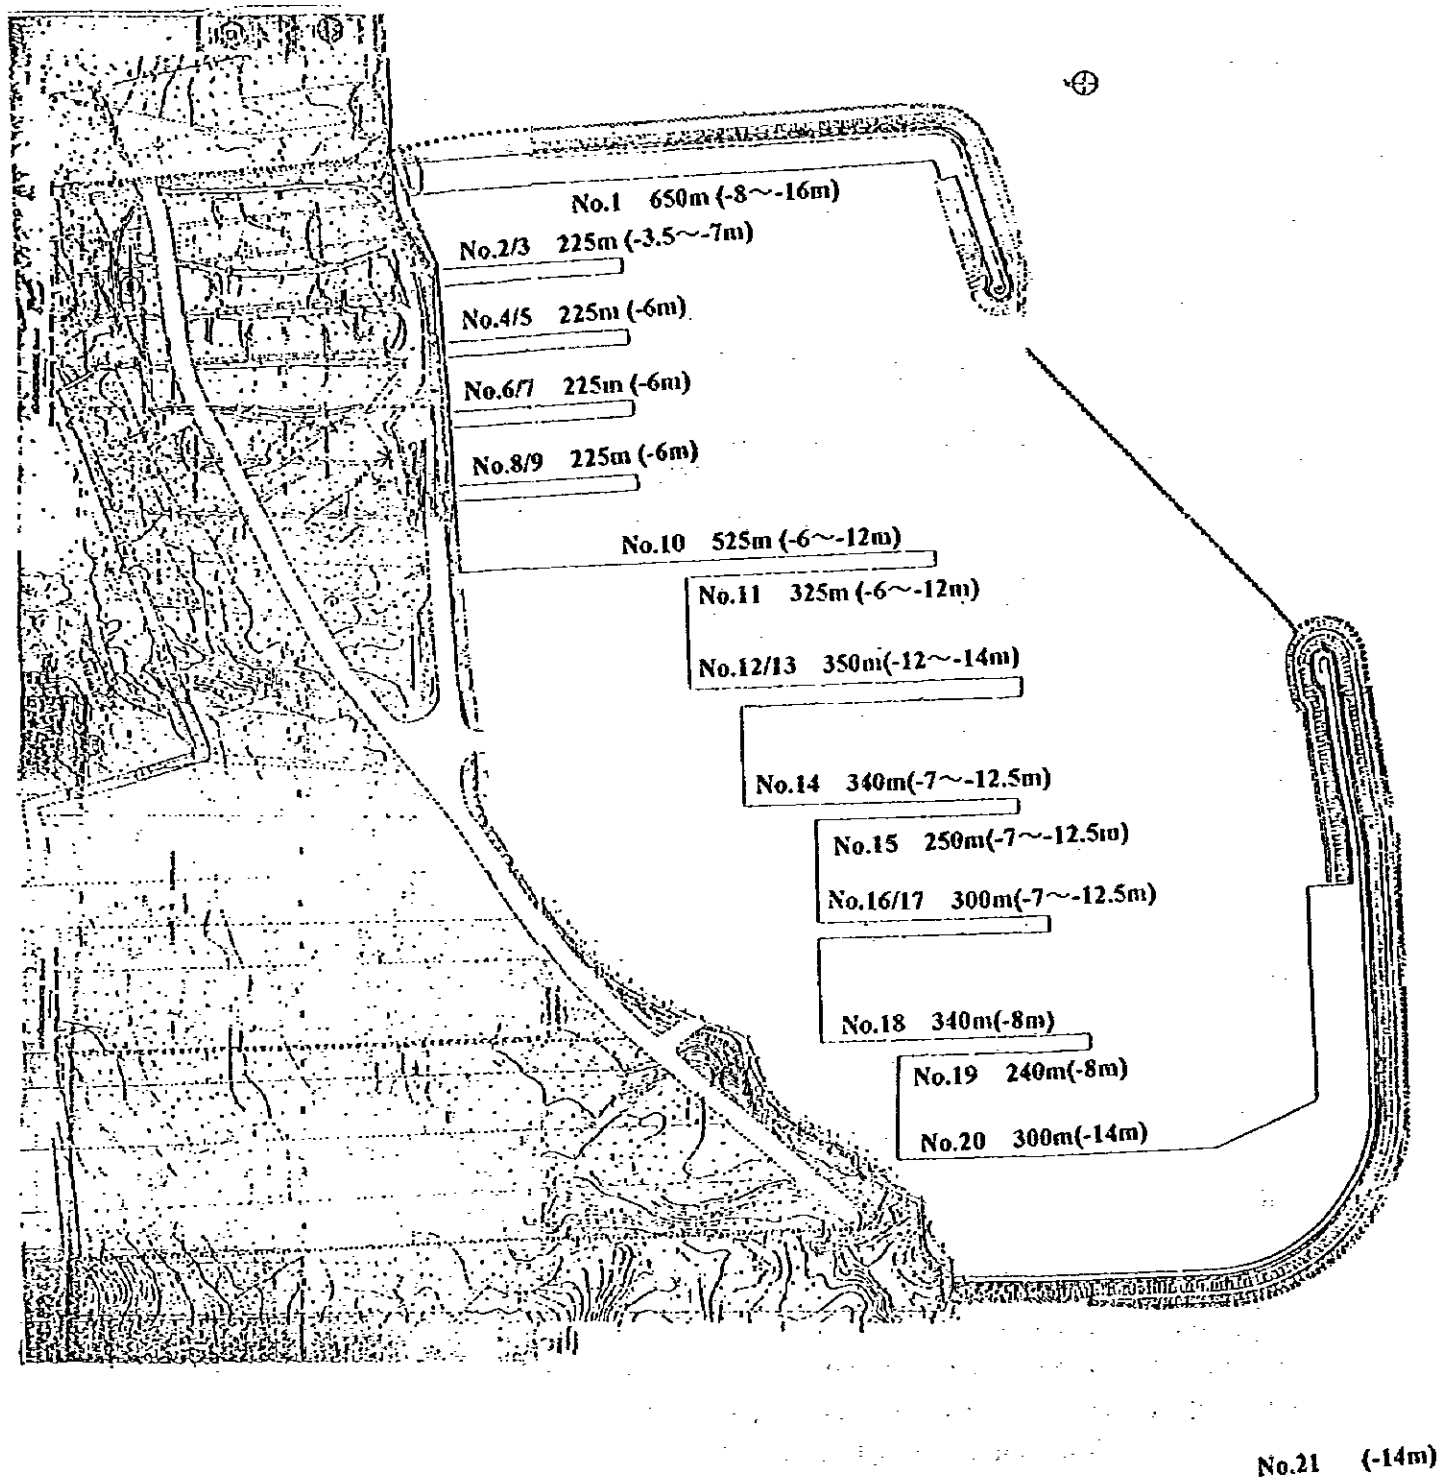 No.1 650m (-8~-16m)
No.2/3 225m (-3.5~-7m)
No.4/5 225m (-6m)
No.6/7 225m (-6m)
No.8/9 225m (-6m)
No.10 525m (-6~-12m)
No.11 325m (-6~-12m)
No.12/13 350m(-12~-14m)
No.14 340m(-7~-12.5m)
No.15 250m(-7~-12.5m)
No.16/17 300m(-7~-12.5m)
No.18 340m(-8m)
No.19 240m(-8m)
No.20 300m(-14m)
No.21 (-14m)